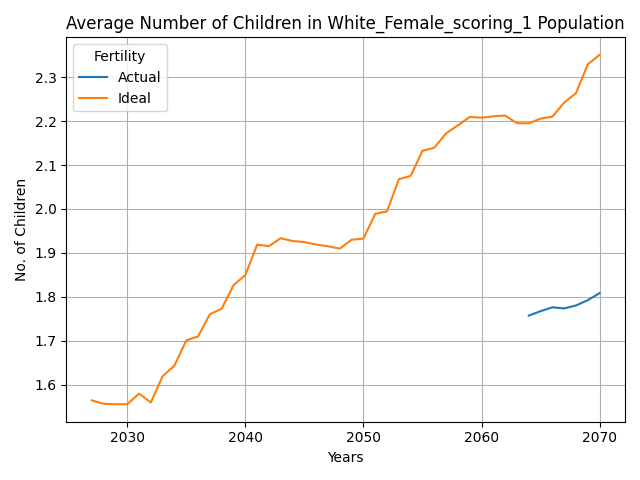 Average Number of Children in White_Female_scoring_1 Population
Fertility
Actual
Ideal
No. of Children
2.3
2.2
2.1
2.0
1.9
1.8
1.7
1.6
2030 2040 2050 2060 2070
Years